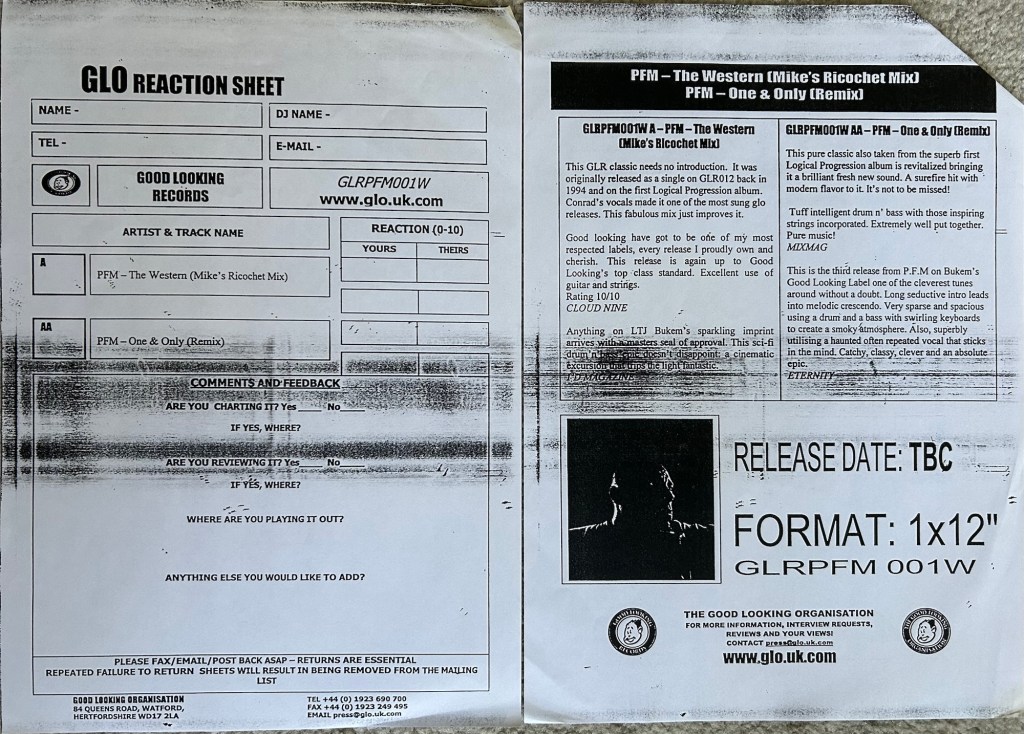 GLO REACTION SHEET
NAME -
DJ NAME -
TEL -
E-MAIL -
GOOD LOOKING
RECORDS
GLRPFM001W
www.glo.uk.com
ARTIST & TRACK NAME
REACTION (0-10)
YOURS
THEIRS
A
PFM – The Western (Mike's Ricochet Mix)
AA
PFM – One & Only (Remix)
COMMENTS AND FEEDBACK
ARE YOU CHARTING IT? Yes_____ No____
IF YES, WHERE?
ARE YOU REVIEWING IT? Yes_____ No_____
IF YES, WHERE?
WHERE ARE YOU PLAYING IT OUT?
ANYTHING ELSE YOU WOULD LIKE TO ADD?
PLEASE FAX/EMAIL/POST BACK ASAP – RETURNS ARE ESSENTIAL
REPEATED FAILURE TO RETURN SHEETS WILL RESULT IN BEING REMOVED FROM THE MAILING
LIST
GOOD LOOKING ORGANISATION
84 QUEENS ROAD, WATFORD,
HERTFORDSHIRE WD17 2LA
TEL +44 (0) 1923 690 700
FAX +44 (0) 1923 249 495
EMAIL press@glo.uk.com
PFM – The Western (Mike's Ricochet Mix)
PFM – One & Only (Remix)
GLRPFM001W A – PFM – The Western
(Mike's Ricochet Mix)
This GLR classic needs no introduction. It was
originally released as a single on GLR012 back in
1994 and on the first Logical Progression album.
Conrad's vocals made it one of the most sung glo
releases. This fabulous mix just improves it.
Good looking have got to be one of my most
respected labels, every release I proudly own and
cherish. This release is again up to Good
Looking's top class standard. Excellent use of
guitar and strings.
Rating 10/10
CLOUD NINE
Anything on LTJ Bukem's sparkling imprint
arrives with a masters seal of approval. This sci-fi
drum'n'bass epic doesn't disappoint: a cinematic
excursion that trips the light fantastic.
MAGAZINE
GLRPFM001W AA – PFM – One & Only (Remix)
This pure classic also taken from the superb first
Logical Progression album is revitalized bringing
it a brilliant fresh new sound. A surefire hit with
modern flavor to it. It's not to be missed!
Tuff intelligent drum n' bass with those inspiring
strings incorporated. Extremely well put together.
Pure music!
MIXMAG
This is the third release from P.F.M on Bukem's
Good Looking Label one of the cleverest tunes
around without a doubt. Long seductive intro leads
into melodic crescendo. Very sparse and spacious
using a drum and a bass with swirling keyboards
to create a smoky atmosphere. Also, superbly
utilising a haunted often repeated vocal that sticks
in the mind. Catchy, classy, clever and an absolute
epic.
ETERNITY
RELEASE DATE: TBC
FORMAT: 1x12"
GLRPFM 001W
THE GOOD LOOKING ORGANISATION
FOR MORE INFORMATION, INTERVIEW REQUESTS,
REVIEWS AND YOUR VIEWS!
CONTACT press@glo.uk.com
www.glo.uk.com
GOOD LOOKING
RECORDS